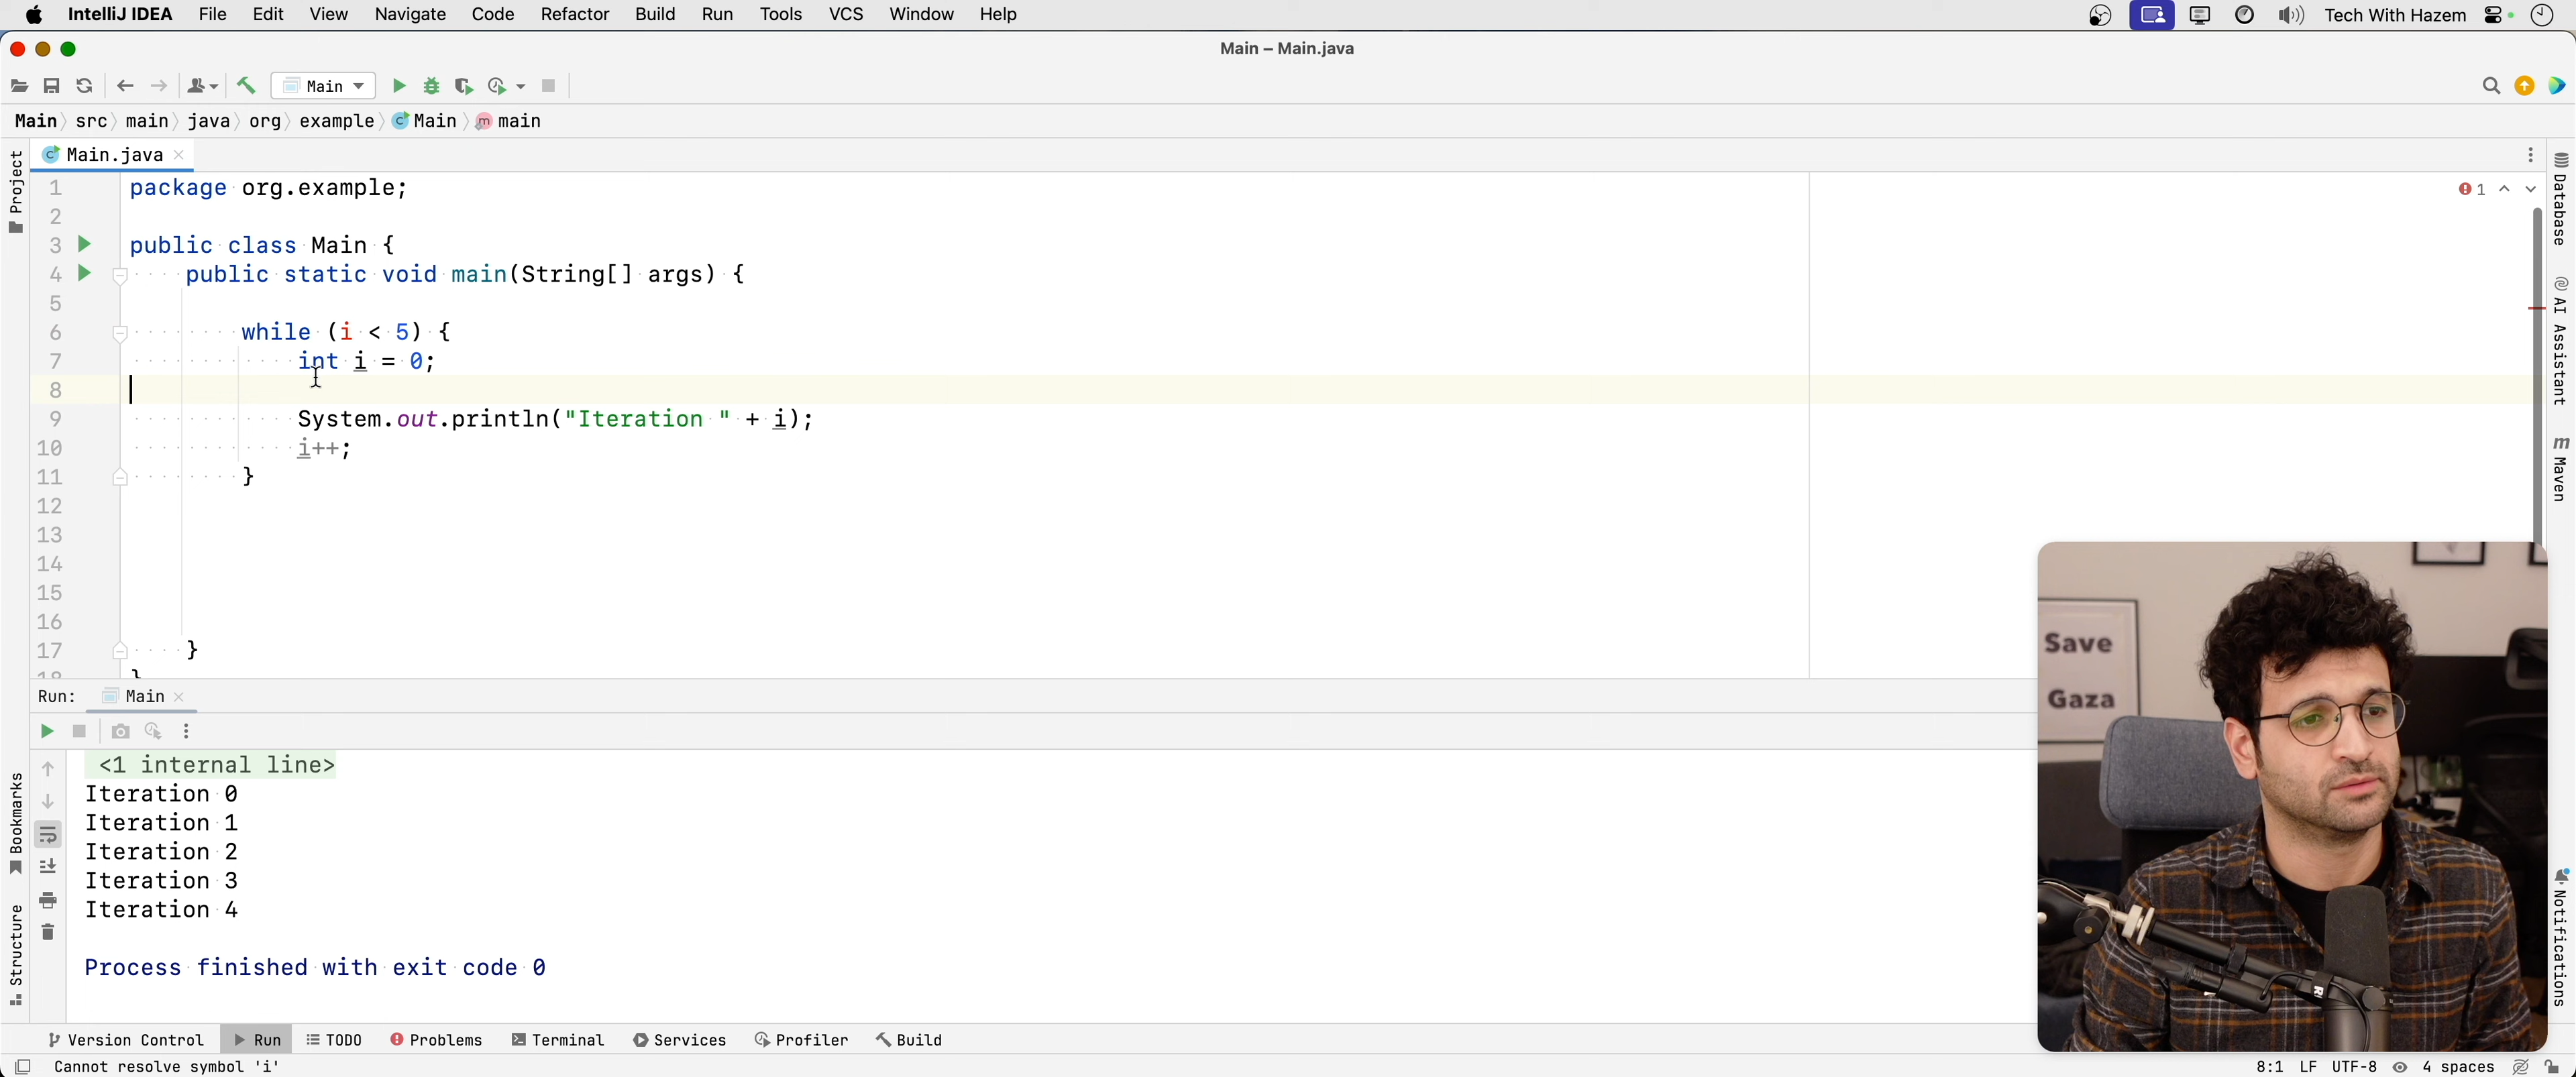 IntelliJ IDEA File Edit View Navigate Code Refactor Build Run Tools VCS Window Help Tech With Hazem
Main – Main.java
Main
Main src main java org example Main main
Main.java
Project
1 package org.example;
2
3 public class Main {
4 public static void main(String[] args) {
5
6 while (i < 5) {
7 int i = 0;
8
9 System.out.println("Iteration " + i);
10 i++;
11 }
12
13
14
15
16
17 }
18 }
1
Database
AI Assistant
Maven
Notifications
Save
Gaza
Run: Main
<1 internal line>
Iteration 0
Iteration 1
Iteration 2
Iteration 3
Iteration 4
Process finished with exit code 0
Bookmarks
Structure
Version Control Run TODO Problems Terminal Services Profiler Build
Cannot resolve symbol 'i' 8:1 LF UTF-8 4 spaces